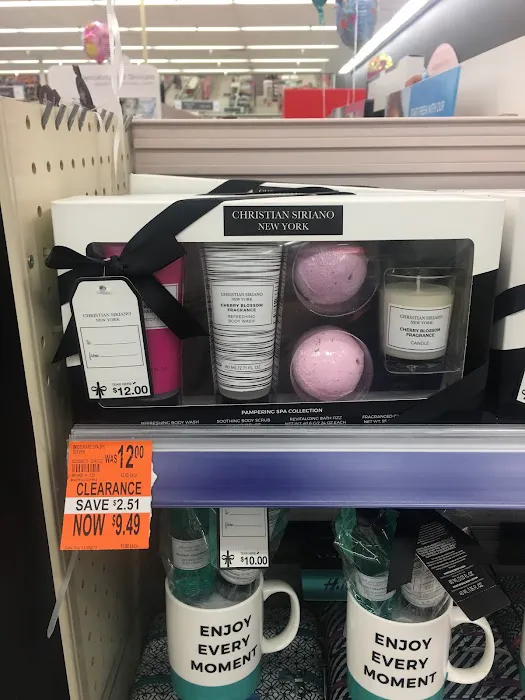 CHRISTIAN SIRIANO
NEW YORK
CHRISTIAN SIRIANO
NEW YORK
$12.00
CHRISTIAN SIRIANO
NEW YORK
CHERRY BLOSSOM
FRAGRANCE
REFRESHING
BODY WASH
CHRISTIAN SIRIANO
NEW YORK
CHERRY BLOSSOM
FRAGRANCE
CANDLE
PAMPERING SPA COLLECTION
REFRESHING BODY WASH
SOOTHING BODY SCRUB
REVITALIZING BATH FIZZ
WAS 12.00
CLEARANCE
SAVE $2.51
NOW $9.49
$10.00
ENJOY
EVERY
MOMENT
ENJOY
EVERY
MOMENT